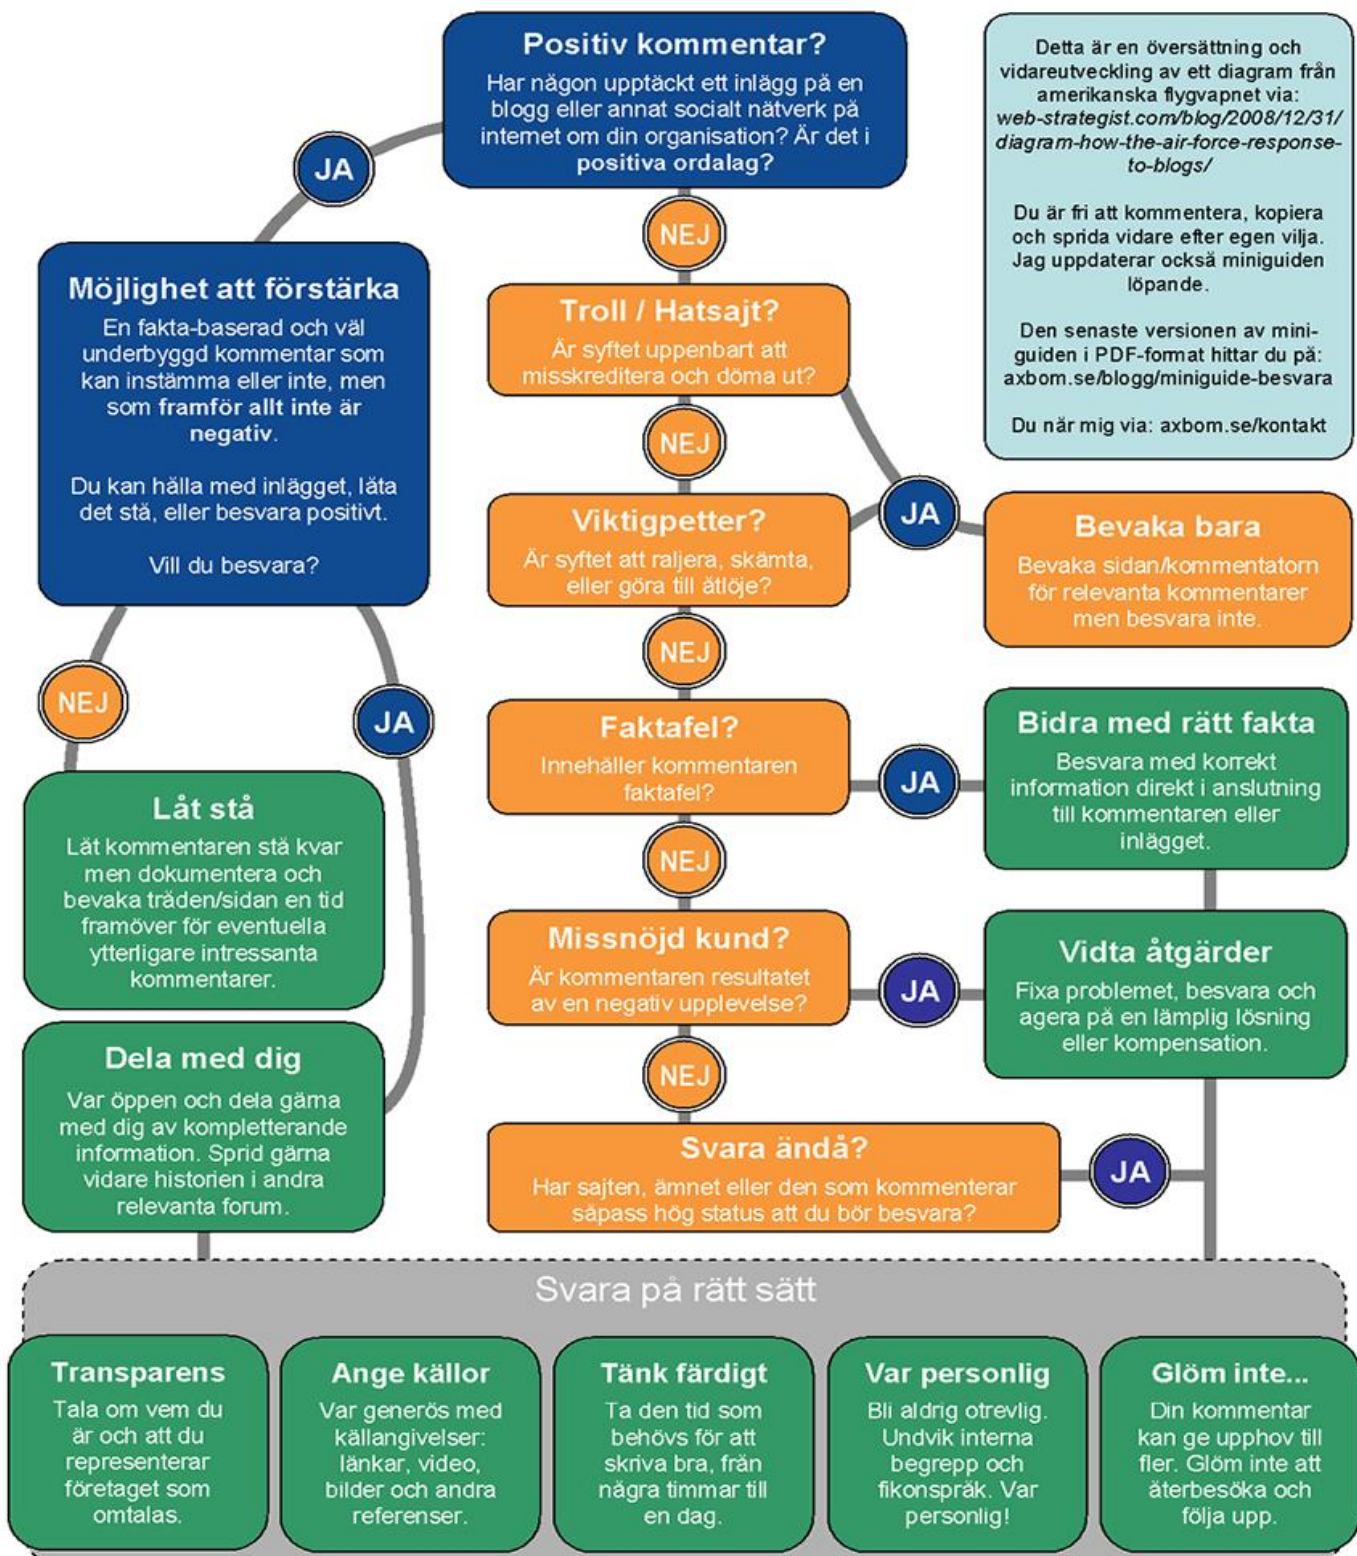 Positiv kommentar?
Har någon upptäckt ett inlägg på en
blogg eller annat socialt nätverk på
internet om din organisation? Är det i
positiva ordalag?
Detta är en översättning och
vidareutveckling av ett diagram från
amerikanska flygvapnet via:
web-strategist.com/blog/2008/12/31/
diagram-how-the-air-force-response-
to-blogs/
Du är fri att kommentera, kopiera
och sprida vidare efter egen vilja.
Jag uppdaterar också miniguiden
löpande.
Den senaste versionen av mini-
guiden i PDF-format hittar du på:
axbom.se/blogg/miniguide-besvara
Du når mig via: axbom.se/kontakt
JA
NEJ
Möjlighet att förstärka
En fakta-baserad och väl
underbyggd kommentar som
kan instämma eller inte, men
som framför allt inte är
negativ.
Du kan hålla med inlägget, låta
det stå, eller besvara positivt.
Vill du besvara?
Troll / Hatsajt?
Är syftet uppenbart att
misskreditera och döma ut?
NEJ
JA
Viktigpetter?
Är syftet att raljera, skämta,
eller göra till åtlöje?
Bevaka bara
Bevaka sidan/kommentatorn
för relevanta kommentarer
men besvara inte.
NEJ
NEJ
JA
Faktafel?
Innehåller kommentaren
faktafel?
JA
Bidra med rätt fakta
Besvara med korrekt
information direkt i anslutning
till kommentaren eller
inlägget.
Låt stå
Låt kommentaren stå kvar
men dokumentera och
bevaka tråden/sidan en tid
framöver för eventuella
ytterligare intressanta
kommentarer.
NEJ
Missnöjd kund?
Är kommentaren resultatet
av en negativ upplevelse?
JA
Vidta åtgärder
Fixa problemet, besvara och
agera på en lämplig lösning
eller kompensation.
Dela med dig
Var öppen och dela gärna
med dig av kompletterande
information. Sprid gärna
vidare historien i andra
relevanta forum.
NEJ
Svara ändå?
Har sajten, ämnet eller den som kommenterar
såpass hög status att du bör besvara?
JA
Svara på rätt sätt
Transparens
Tala om vem du
är och att du
representerar
företaget som
omtalas.
Ange källor
Var generös med
källangivelser:
länkar, video,
bilder och andra
referenser.
Tänk färdigt
Ta den tid som
behövs för att
skriva bra, från
några timmar till
en dag.
Var personlig
Bli aldrig otrevlig.
Undvik interna
begrepp och
fikonspråk. Var
personlig!
Glöm inte...
Din kommentar
kan ge upphov till
fler. Glöm inte att
återbesöka och
följa upp.